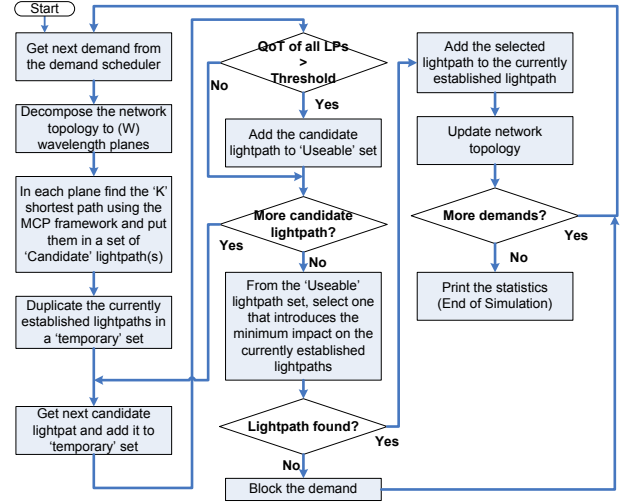 Start
Get next demand from
the demand scheduler
Decompose the network
topology to (W)
wavelength planes
In each plane find the 'K'
shortest path using the
MCP framework and put
them in a set of
'Candidate' lightpath(s)
Duplicate the currently
established lightpaths in
a 'temporary' set
Get next candidate
lightpat and add it to
'temporary' set
QoT of all LPs
>
Threshold
No
Yes
Add the candidate
lightpath to 'Useable' set
More candidate
lightpath?
Yes
No
From the 'Useable'
lightpath set, select one
that introduces the
minimum impact on the
currently established
lightpaths
Lightpath found?
Yes
No
Block the demand
Add the selected
lightpath to the currently
established lightpath
Update network
topology
More demands?
Yes
No
Print the statistics
(End of Simulation)